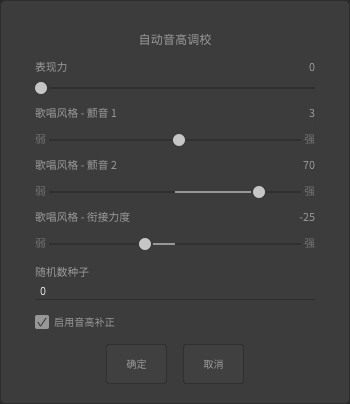 自动音高调校
表现力 0
歌唱风格 - 颤音 1 3
弱 强
歌唱风格 - 颤音 2 70
弱 强
歌唱风格 - 衔接力度 -25
弱 强
随机数种子
0
启用音高补正
确定 取消